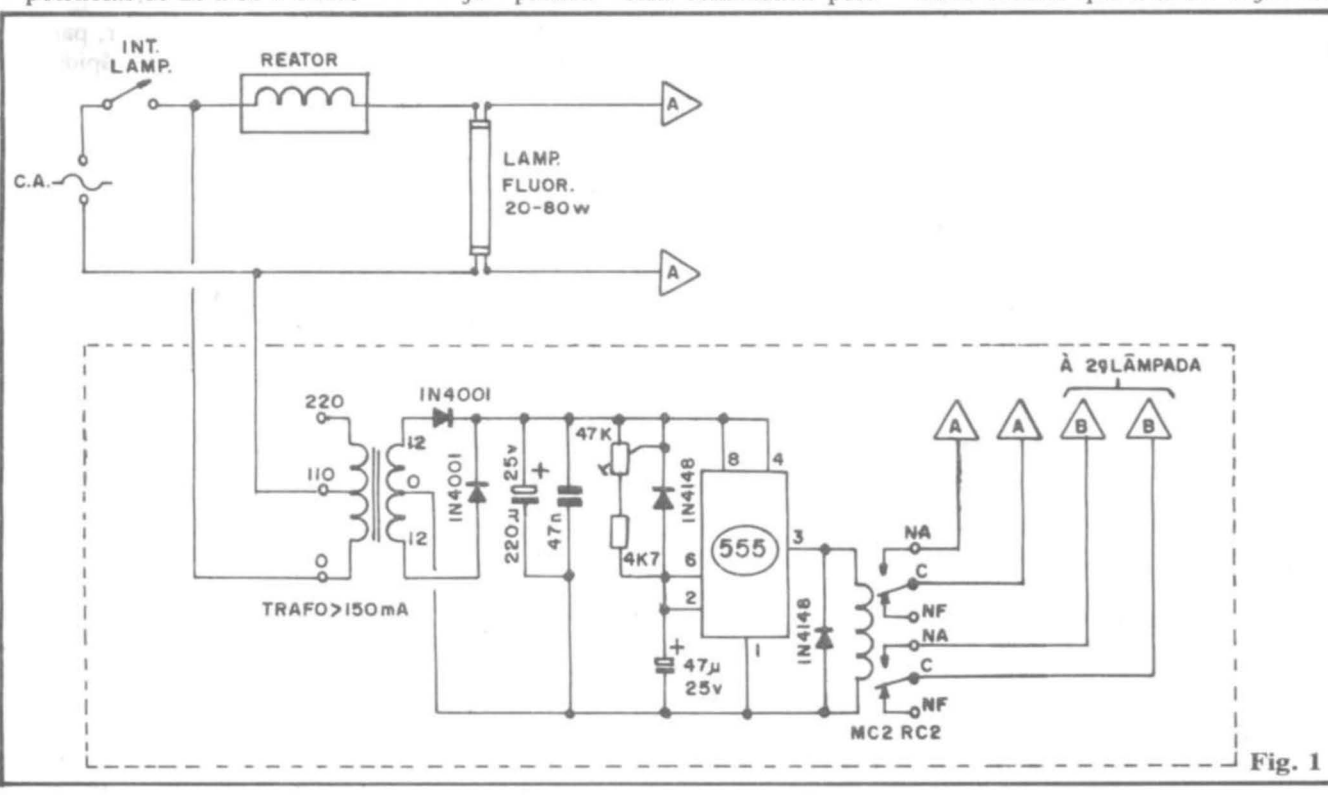 INT.
LAMP.
REATOR
A
C.A.
LAMP.
FLUOR.
20-80w
A
À 2ªLÂMPADA
220
1N4001
12
110
0
1N4001
12
0
TRAFO>150mA
220µ 25v
+
47n
47K
4K7
1N4148
8
4
555
6
2
3
1
+
47µ
25v
1N4148
A
A
B
B
NA
C
NF
NA
C
NF
MC2 RC2
Fig. 1